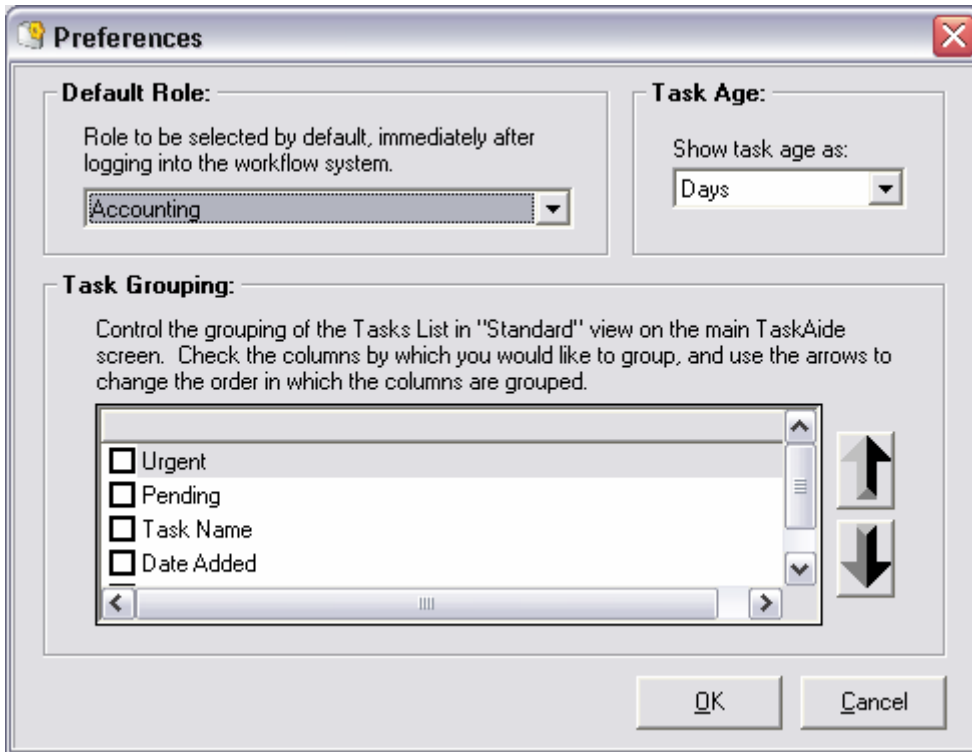 Preferences
Default Role:
Role to be selected by default, immediately after
logging into the workflow system.
Accounting
Task Age:
Show task age as:
Days
Task Grouping:
Control the grouping of the Tasks List in "Standard" view on the main TaskAide
screen.  Check the columns by which you would like to group, and use the arrows to
change the order in which the columns are grouped.
Urgent
Pending
Task Name
Date Added
OK
Cancel